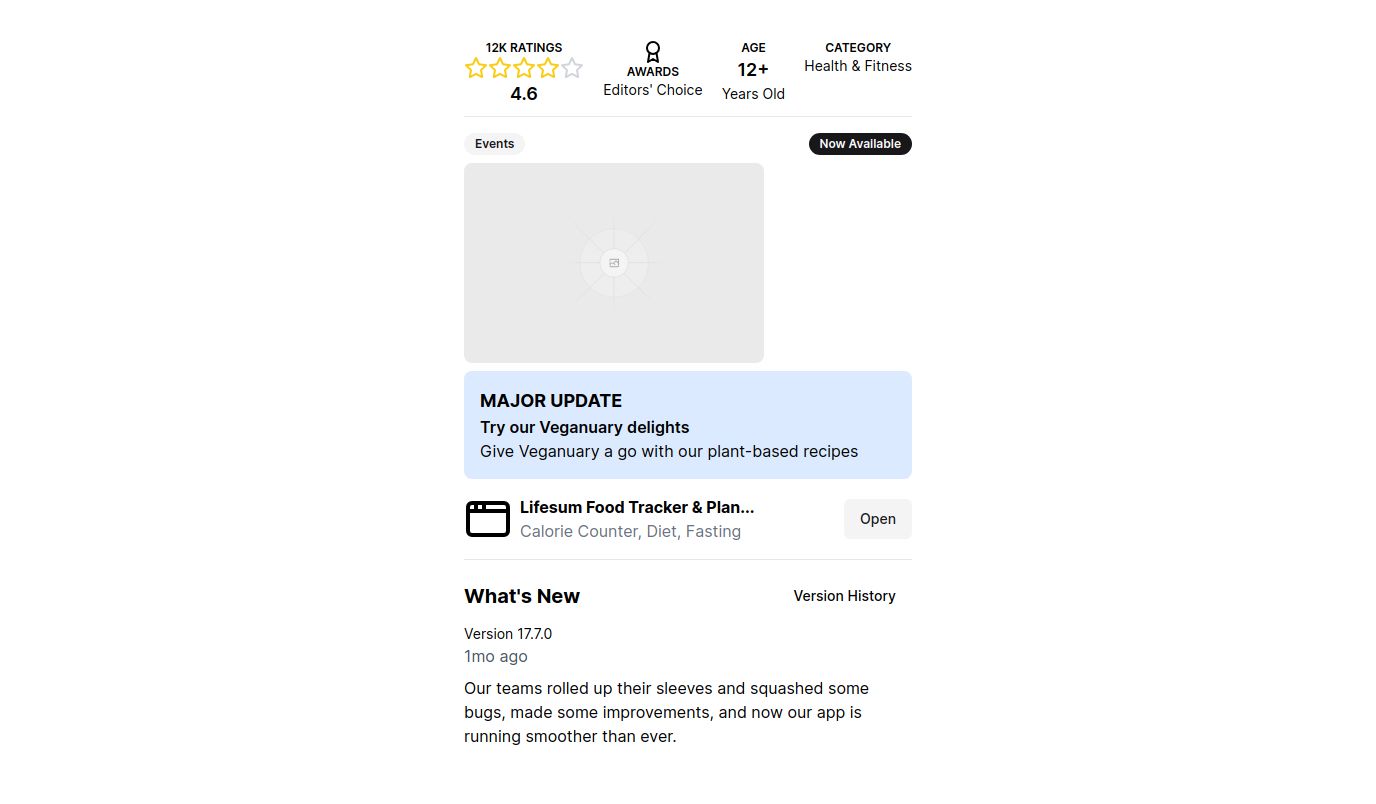 12K RATINGS
4.6
AWARDS
Editors' Choice
AGE
12+
Years Old
CATEGORY
Health & Fitness
Events
Now Available
MAJOR UPDATE
Try our Veganuary delights
Give Veganuary a go with our plant-based recipes
Lifesum Food Tracker & Plan...
Calorie Counter, Diet, Fasting
Open
What's New
Version History
Version 17.7.0
1mo ago
Our teams rolled up their sleeves and squashed some
bugs, made some improvements, and now our app is
running smoother than ever.